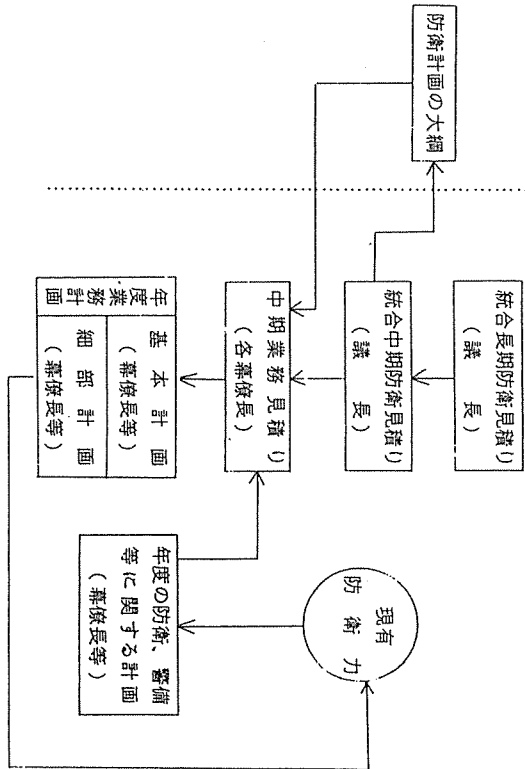 防衛計画の大綱
統合長期防衛見積り
(議　長)
統合中期防衛見積り
(議　長)
中期業務見積り
(各幕僚長)
年度業務計画
基本計画
(幕僚長等)
細部計画
(幕僚長等)
年度の防衛、警備
等に関する計画
(幕僚長等)
現有
防衛力